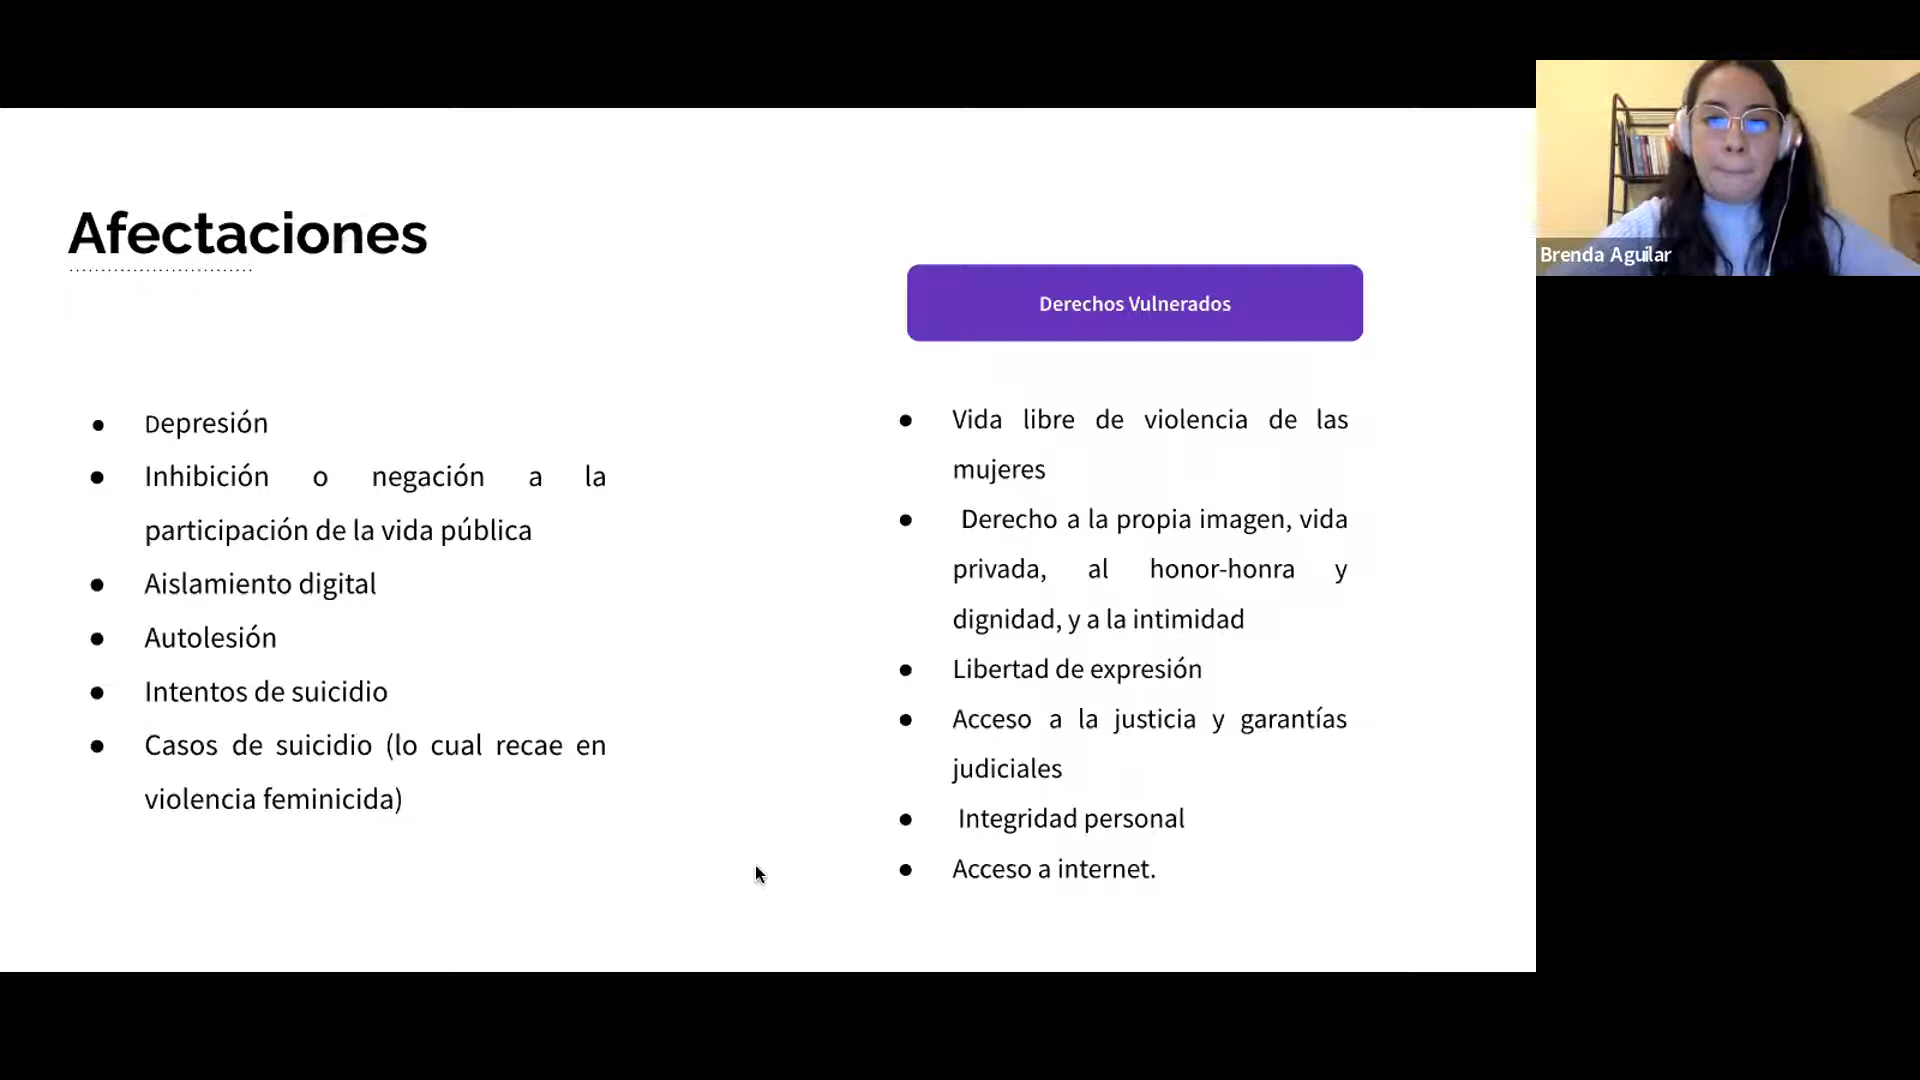 Afectaciones
Depresión
Inhibición o negación a la
participación de la vida pública
Aislamiento digital
Autolesión
Intentos de suicidio
Casos de suicidio (lo cual recae en
violencia feminicida)
Derechos Vulnerados
Vida libre de violencia de las
mujeres
Derecho a la propia imagen, vida
privada, al honor-honra y
dignidad, y a la intimidad
Libertad de expresión
Acceso a la justicia y garantías
judiciales
Integridad personal
Acceso a internet.
Brenda Aguilar